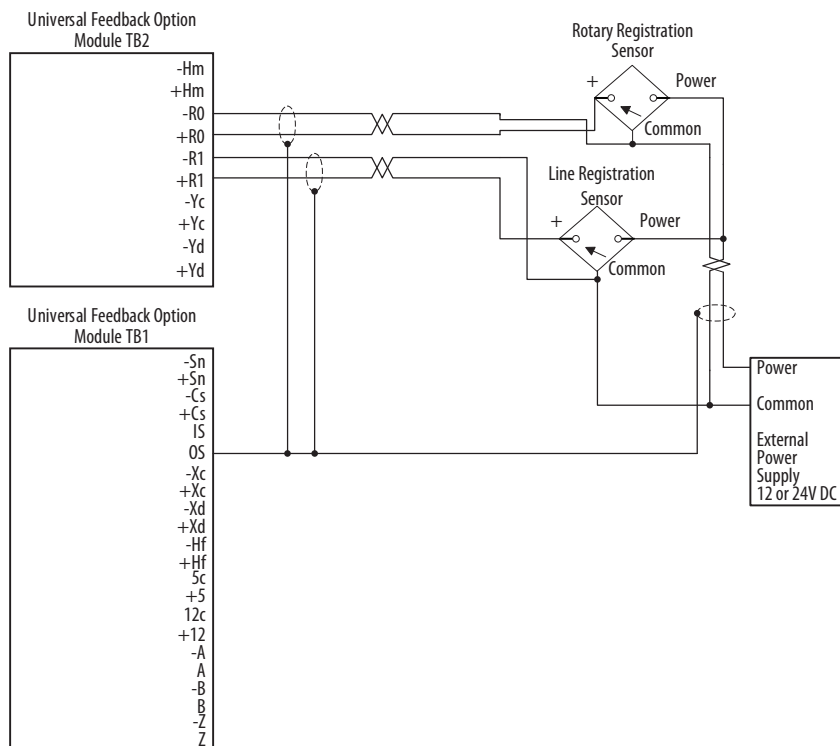 Universal Feedback Option
Module TB2
-Hm
+Hm
-R0
+R0
-R1
+R1
-Yc
+Yc
-Yd
+Yd
Rotary Registration
Sensor
+
Power
Common
Line Registration
Sensor
+
Power
Common
Universal Feedback Option
Module TB1
-Sn
+Sn
-Cs
+Cs
IS
OS
-Xc
+Xc
-Xd
+Xd
-Hf
+Hf
5c
+5
12c
+12
-A
A
-B
B
-Z
Z
Power
Common
External
Power
Supply
12 or 24V DC